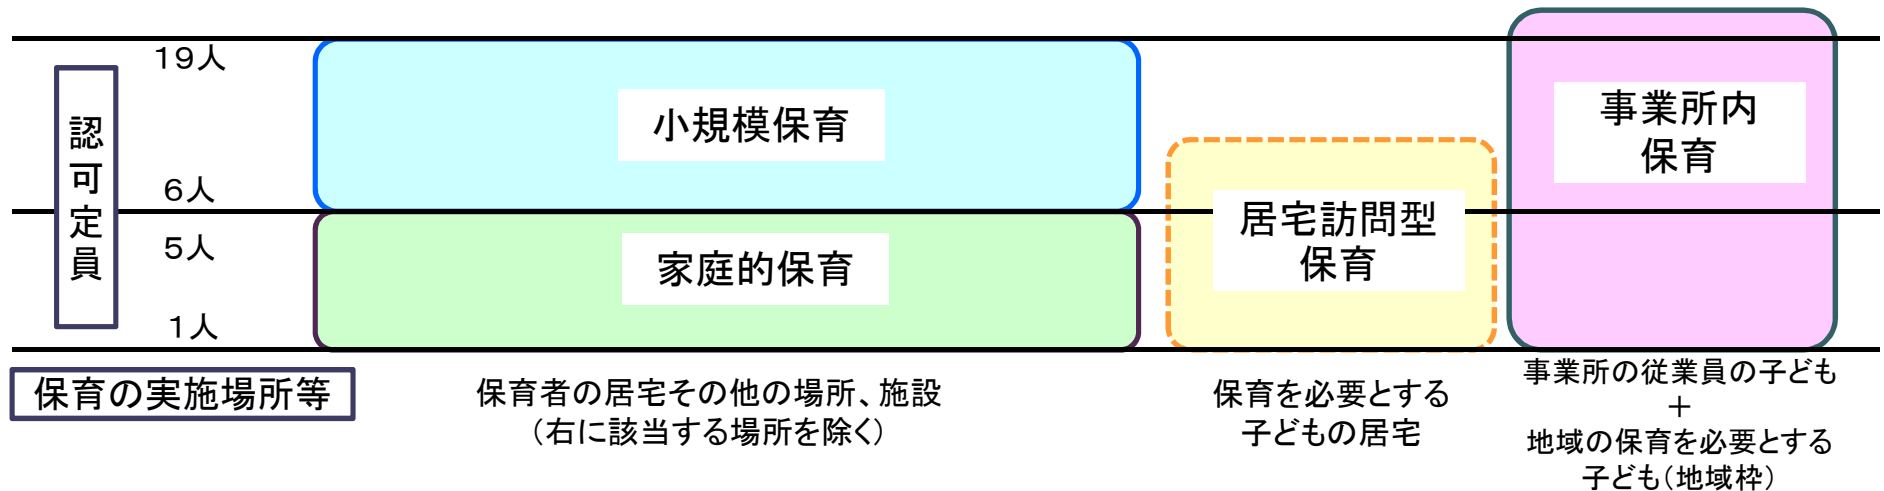 認可定員
19人
6人
5人
1人
小規模保育
家庭的保育
居宅訪問型
保育
事業所内
保育
保育の実施場所等
保育者の居宅その他の場所、施設
(右に該当する場所を除く)
保育を必要とする
子どもの居宅
事業所の従業員の子ども
+
地域の保育を必要とする
子ども(地域枠)